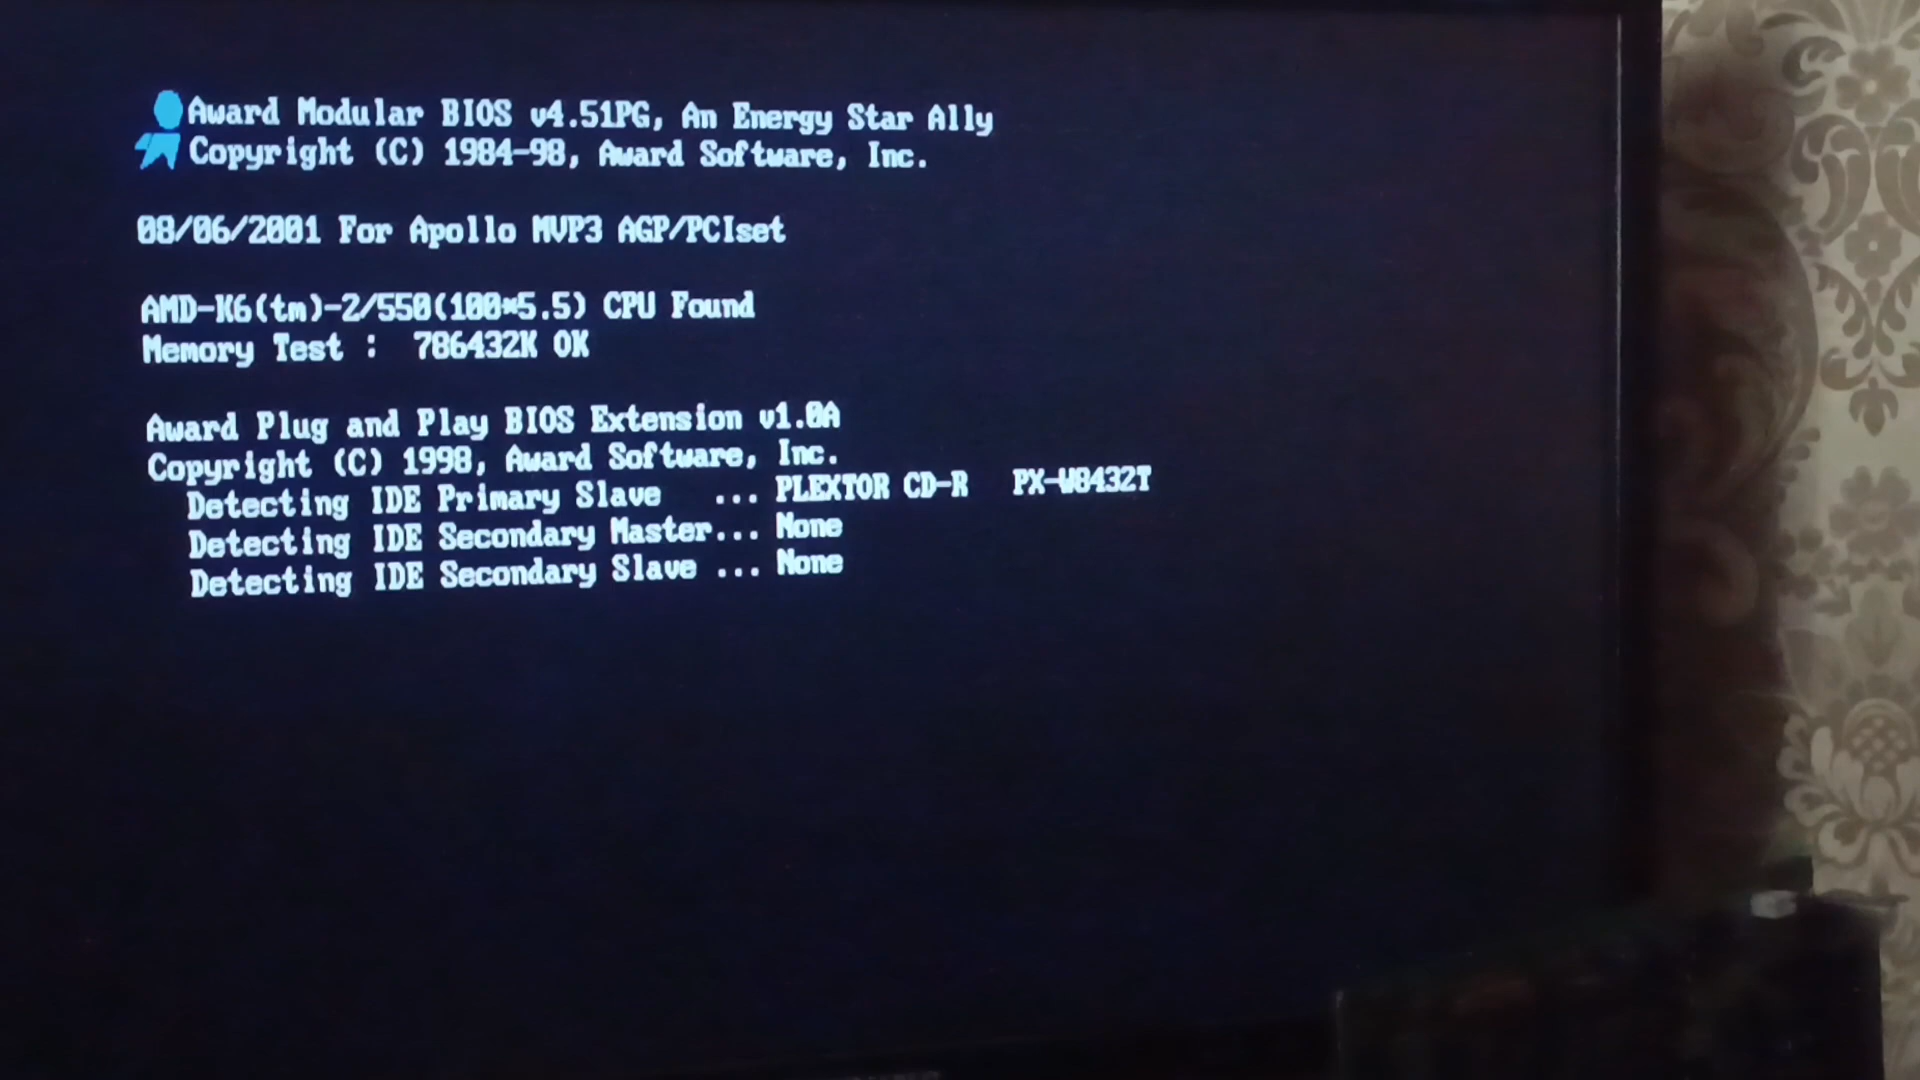 Award Modular BIOS v4.51PG, An Energy Star Ally
Copyright (C) 1984-98, Award Software, Inc.
08/06/2001 For Apollo MVP3 AGP/PCIset
AMD-K6(tm)-2/550(100*5.5) CPU Found
Memory Test :  786432K OK
Award Plug and Play BIOS Extension v1.0A
Copyright (C) 1998, Award Software, Inc.
Detecting IDE Primary Slave   ... PLEXTOR CD-R   PX-W8432T
Detecting IDE Secondary Master... None
Detecting IDE Secondary Slave ... None